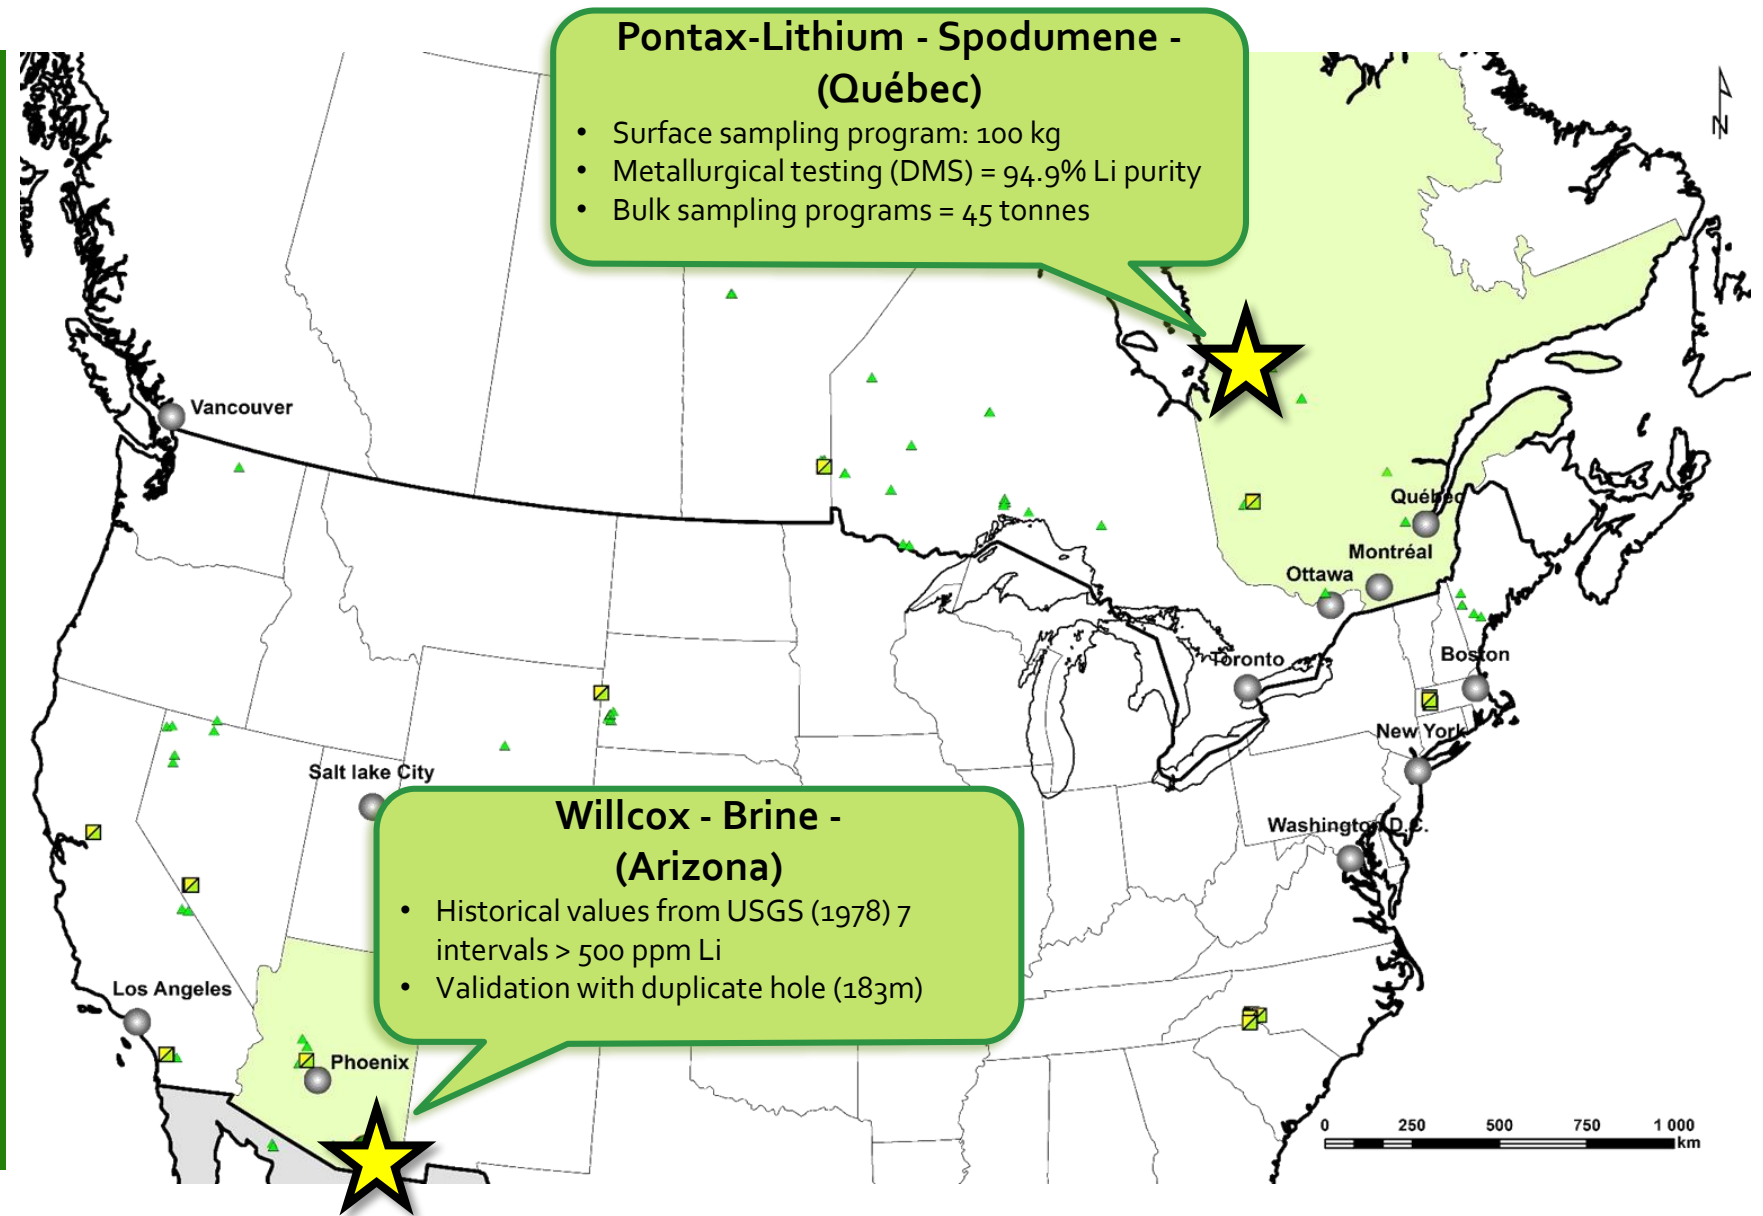 Pontax-Lithium - Spodumene -
(Québec)
• Surface sampling program: 100 kg
• Metallurgical testing (DMS) = 94.9% Li purity
• Bulk sampling programs = 45 tonnes
N
Vancouver
Québec
Montréal
Ottawa
Toronto
Boston
New York
Salt lake City
Washington D.C.
Willcox - Brine -
(Arizona)
• Historical values from USGS (1978) 7
intervals > 500 ppm Li
• Validation with duplicate hole (183m)
Los Angeles
Phoenix
0 250 500 750 1 000
km